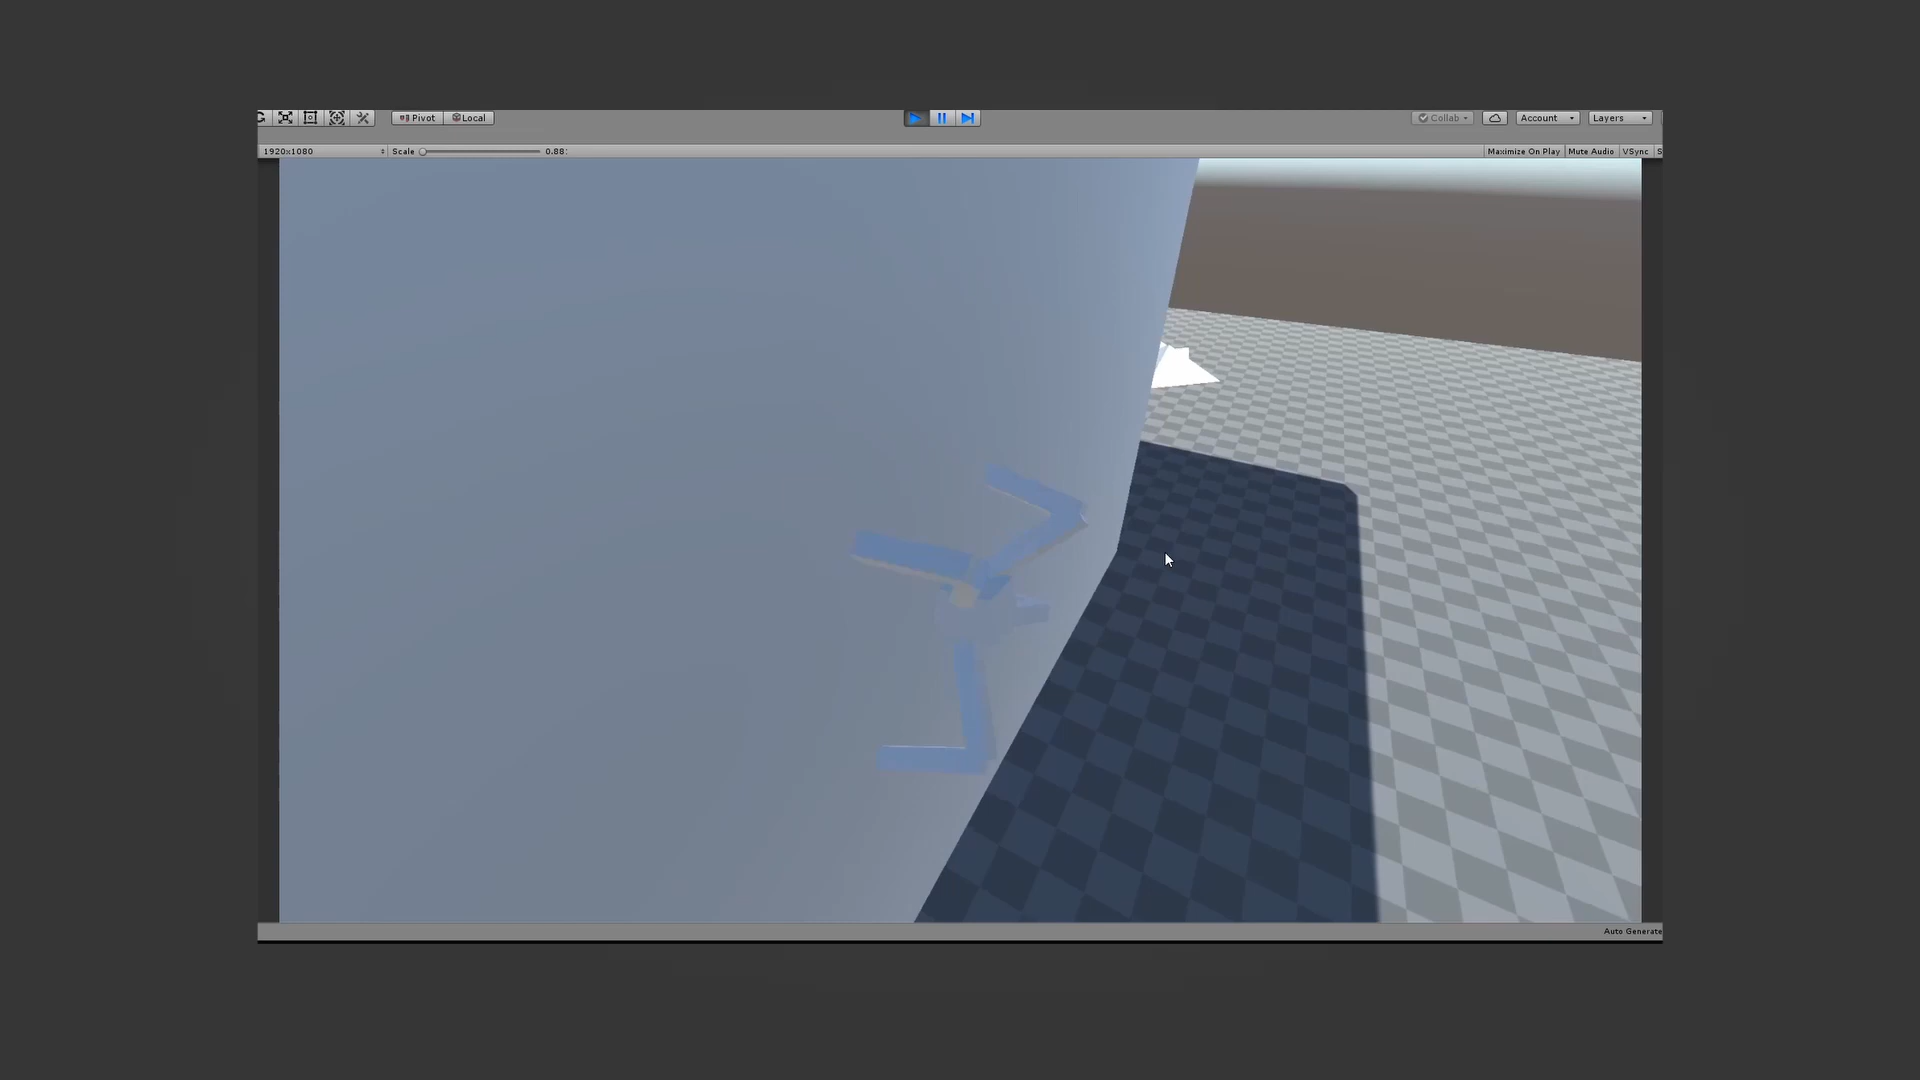 Pivot Local Collab Account Layers
1920x1080 Scale 0.88: Maximize On Play Mute Audio VSync S
Auto Generate